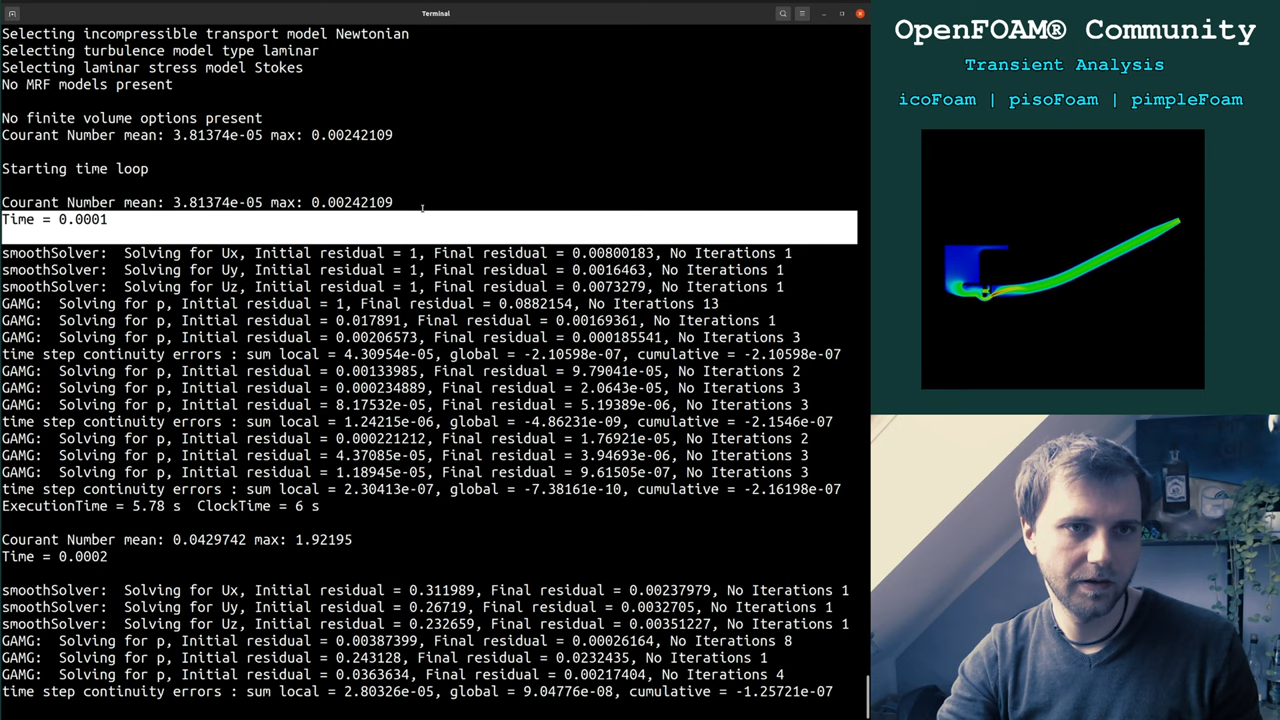 Terminal
Selecting incompressible transport model Newtonian
Selecting turbulence model type laminar
Selecting laminar stress model Stokes
No MRF models present
No finite volume options present
Courant Number mean: 3.81374e-05 max: 0.00242109
Starting time loop
Courant Number mean: 3.81374e-05 max: 0.00242109
Time = 0.0001
smoothSolver:  Solving for Ux, Initial residual = 1, Final residual = 0.00800183, No Iterations 1
smoothSolver:  Solving for Uy, Initial residual = 1, Final residual = 0.0016463, No Iterations 1
smoothSolver:  Solving for Uz, Initial residual = 1, Final residual = 0.0073279, No Iterations 1
GAMG:  Solving for p, Initial residual = 1, Final residual = 0.0882154, No Iterations 13
GAMG:  Solving for p, Initial residual = 0.017891, Final residual = 0.00169361, No Iterations 1
GAMG:  Solving for p, Initial residual = 0.00206573, Final residual = 0.000185541, No Iterations 3
time step continuity errors : sum local = 4.30954e-05, global = -2.10598e-07, cumulative = -2.10598e-07
GAMG:  Solving for p, Initial residual = 0.00133985, Final residual = 9.79041e-05, No Iterations 2
GAMG:  Solving for p, Initial residual = 0.000234889, Final residual = 2.0643e-05, No Iterations 3
GAMG:  Solving for p, Initial residual = 8.17532e-05, Final residual = 5.19389e-06, No Iterations 3
time step continuity errors : sum local = 1.24215e-06, global = -4.86231e-09, cumulative = -2.1546e-07
GAMG:  Solving for p, Initial residual = 0.000221212, Final residual = 1.76921e-05, No Iterations 2
GAMG:  Solving for p, Initial residual = 4.37085e-05, Final residual = 3.94693e-06, No Iterations 3
GAMG:  Solving for p, Initial residual = 1.18945e-05, Final residual = 9.61505e-07, No Iterations 3
time step continuity errors : sum local = 2.30413e-07, global = -7.38161e-10, cumulative = -2.16198e-07
ExecutionTime = 5.78 s  ClockTime = 6 s
Courant Number mean: 0.0429742 max: 1.92195
Time = 0.0002
smoothSolver:  Solving for Ux, Initial residual = 0.311989, Final residual = 0.00237979, No Iterations 1
smoothSolver:  Solving for Uy, Initial residual = 0.26719, Final residual = 0.0032705, No Iterations 1
smoothSolver:  Solving for Uz, Initial residual = 0.232659, Final residual = 0.00351227, No Iterations 1
GAMG:  Solving for p, Initial residual = 0.00387399, Final residual = 0.00026164, No Iterations 8
GAMG:  Solving for p, Initial residual = 0.243128, Final residual = 0.0232435, No Iterations 1
GAMG:  Solving for p, Initial residual = 0.0363634, Final residual = 0.00217404, No Iterations 4
time step continuity errors : sum local = 2.80326e-05, global = 9.04776e-08, cumulative = -1.25721e-07
OpenFOAM® Community
Transient Analysis
icoFoam | pisoFoam | pimpleFoam